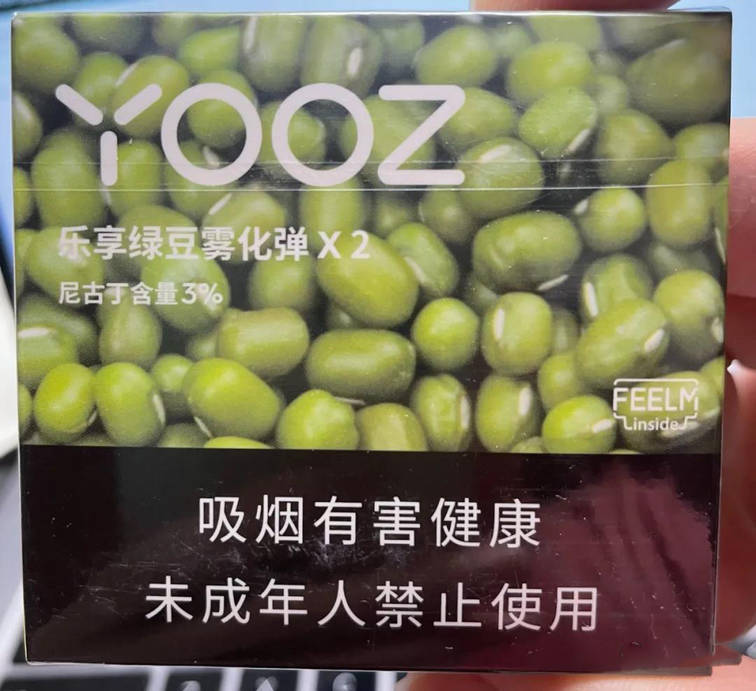 YOOZ
乐享绿豆雾化弹 X 2
尼古丁含量3%
FEELM
inside
吸烟有害健康
未成年人禁止使用